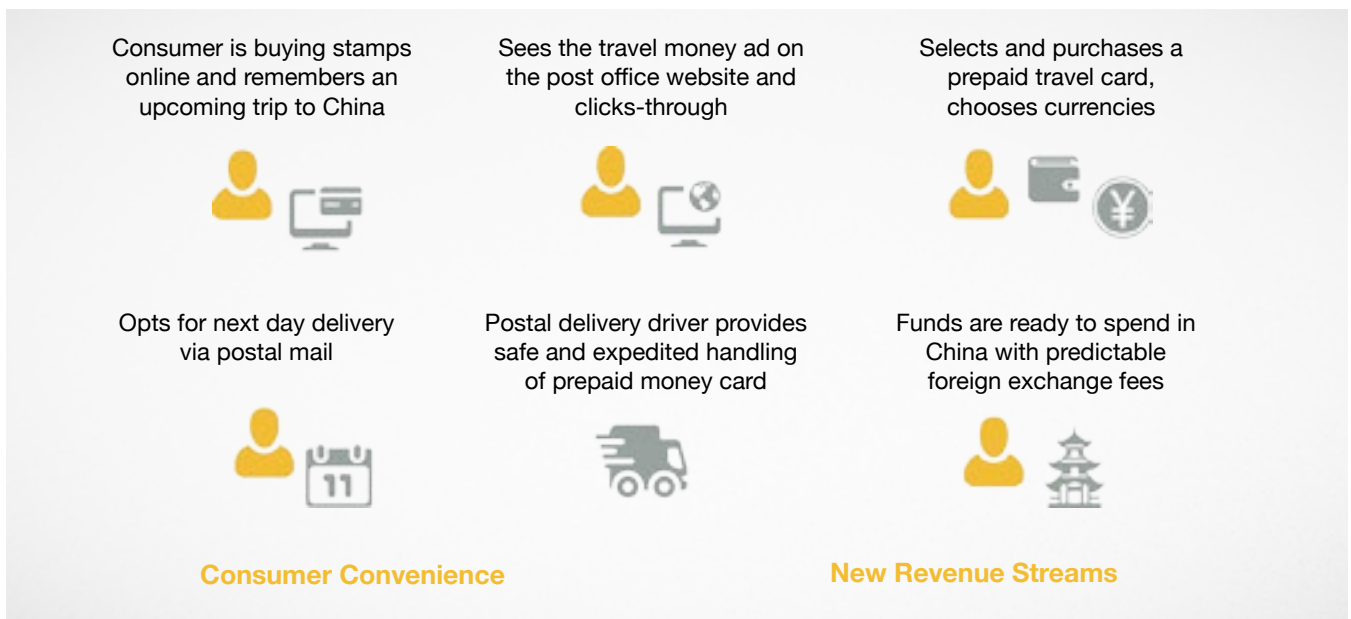 Consumer is buying stamps
online and remembers an
upcoming trip to China
Sees the travel money ad on
the post office website and
clicks-through
Selects and purchases a
prepaid travel card,
chooses currencies
¥
Opts for next day delivery
via postal mail
11
Postal delivery driver provides
safe and expedited handling
of prepaid money card
Funds are ready to spend in
China with predictable
foreign exchange fees
Consumer Convenience
New Revenue Streams